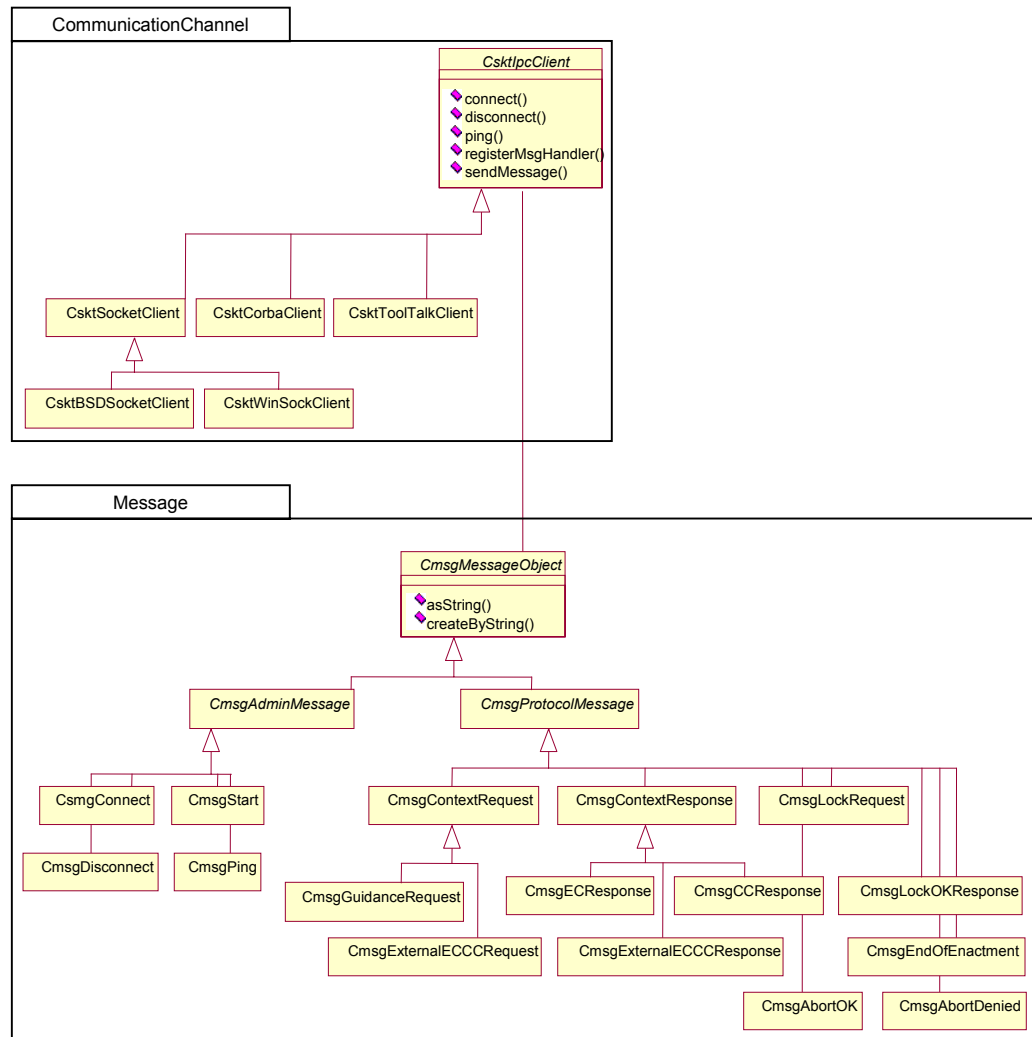 CommunicationChannel
CsktIpcClient
connect()
disconnect()
ping()
registerMsgHandler()
sendMessage()
CsktSocketClient
CsktCorbaClient
CsktToolTalkClient
CsktBSDSocketClient
CsktWinSockClient
Message
CmsgMessageObject
asString()
createByString()
CmsgAdminMessage
CmsgProtocolMessage
CsmgConnect
CmsgStart
CmsgContextRequest
CmsgContextResponse
CmsgLockRequest
CmsgDisconnect
CmsgPing
CmsgGuidanceRequest
CmsgECResponse
CmsgCCResponse
CmsgLockOKResponse
CmsgExternalECCCRequest
CmsgExternalECCCResponse
CmsgEndOfEnactment
CmsgAbortOK
CmsgAbortDenied